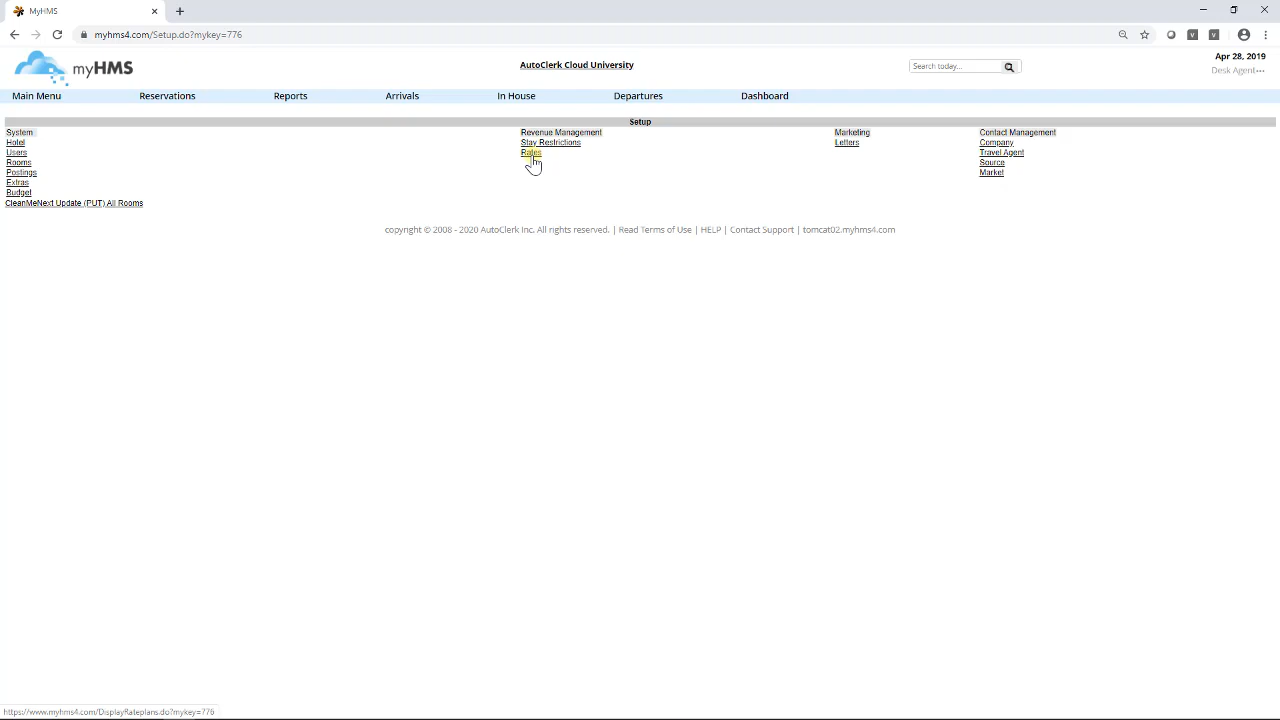 MyHMS
myhms4.com/Setup.do?mykey=776
myHMS
AutoClerk Cloud University
Search today...
Apr 28, 2019
Desk Agent•••
Main Menu Reservations Reports Arrivals In House Departures Dashboard
Setup
System Revenue Management Marketing Contact Management
Hotel Stay Restrictions Letters Company
Users Rates Travel Agent
Rooms Source
Postings Market
Extras
Budget
CleanMeNext Update (PUT) All Rooms
copyright © 2008 - 2020 AutoClerk Inc. All rights reserved. | Read Terms of Use | HELP | Contact Support | tomcat02.myhms4.com
https://www.myhms4.com/DisplayRateplans.do?mykey=776